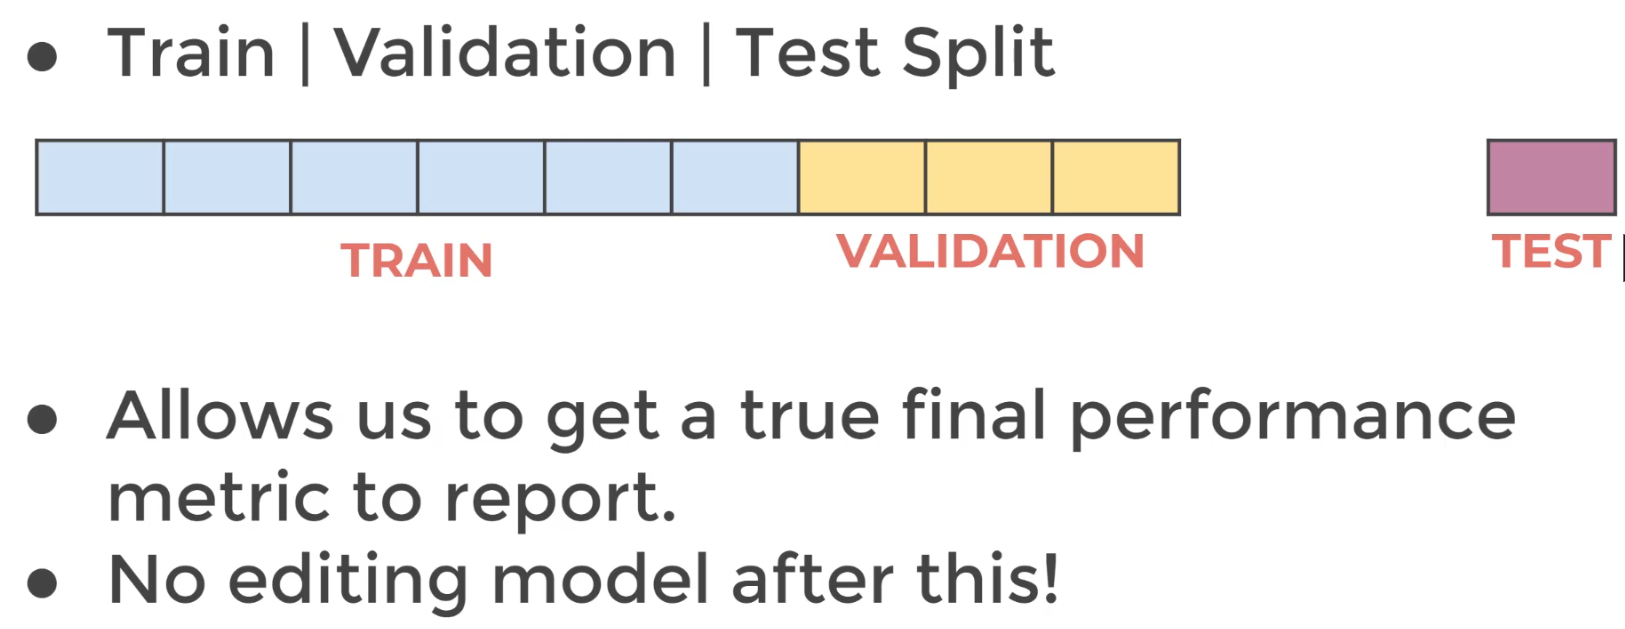 ● Train | Validation | Test Split
TRAIN
VALIDATION
TEST
● Allows us to get a true final performance
metric to report.
● No editing model after this!